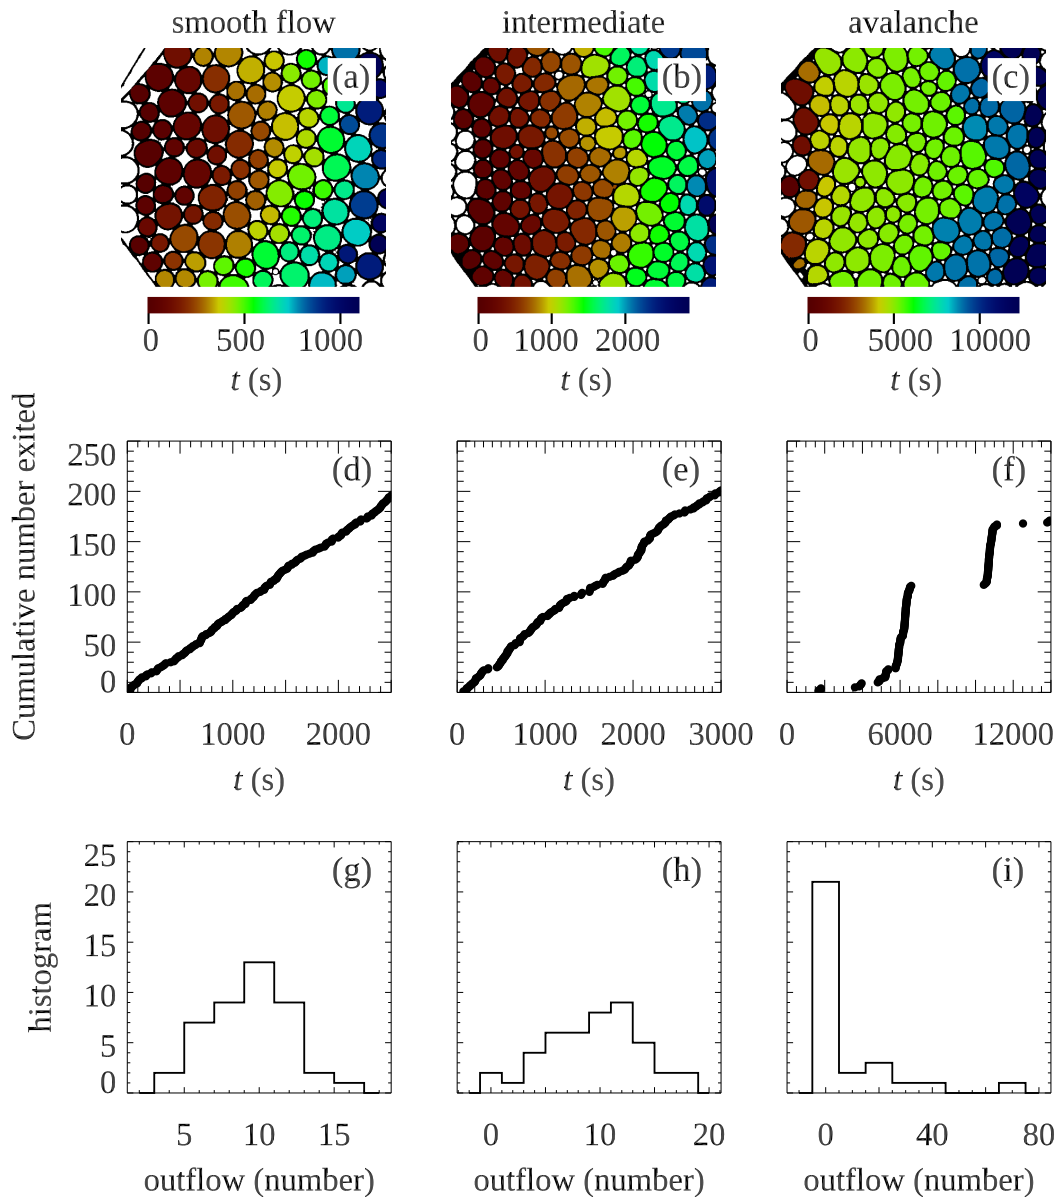 smooth flow intermediate avalanche
(a) (b) (c)
0 500 1000 0 1000 2000 0 5000 10000
t (s) t (s) t (s)
Cumulative number exited
250
200
150
100
50
0
(d) (e) (f)
0 1000 2000 0 1000 2000 3000 0 6000 12000
t (s) t (s) t (s)
histogram
25
20
15
10
5
0
(g) (h) (i)
5 10 15 0 10 20 0 40 80
outflow (number) outflow (number) outflow (number)